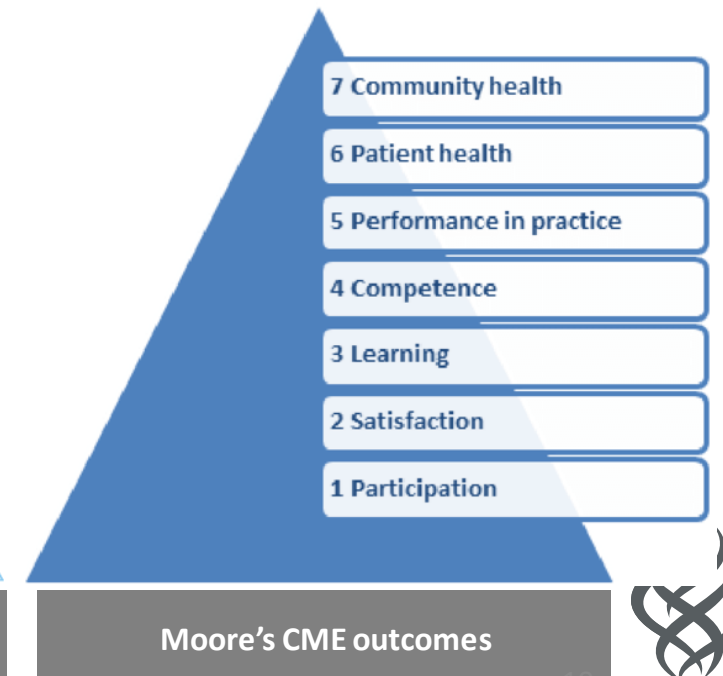 7 Community health
6 Patient health
5 Performance in practice
4 Competence
3 Learning
2 Satisfaction
1 Participation
Moore's CME outcomes